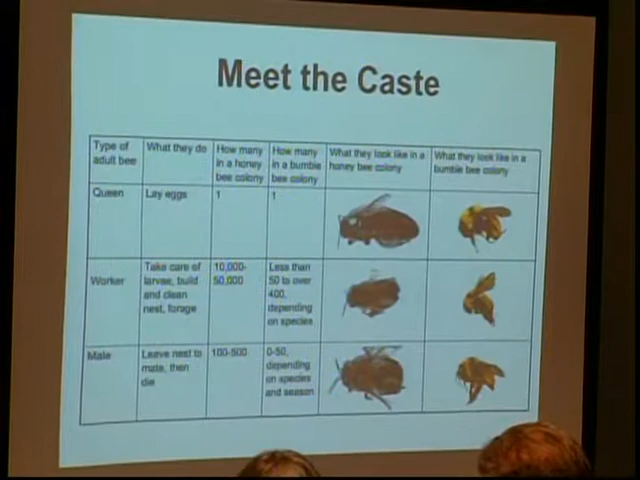 Meet the Caste
Type of
adult bee
What they do
How many
in a honey
bee colony
How many
in a bumble
bee colony
What they look like in a
honey bee colony
What they look like in a
bumble bee colony
Queen
Lay eggs
1
1
Worker
Take care of
larvae, build
and clean
nest, forage
10,000-
50,000
Less than
50 to over
400,
depending
on species
Male
Leave nest to
mate, then
die
100-500
0-50,
depending
on species
and season